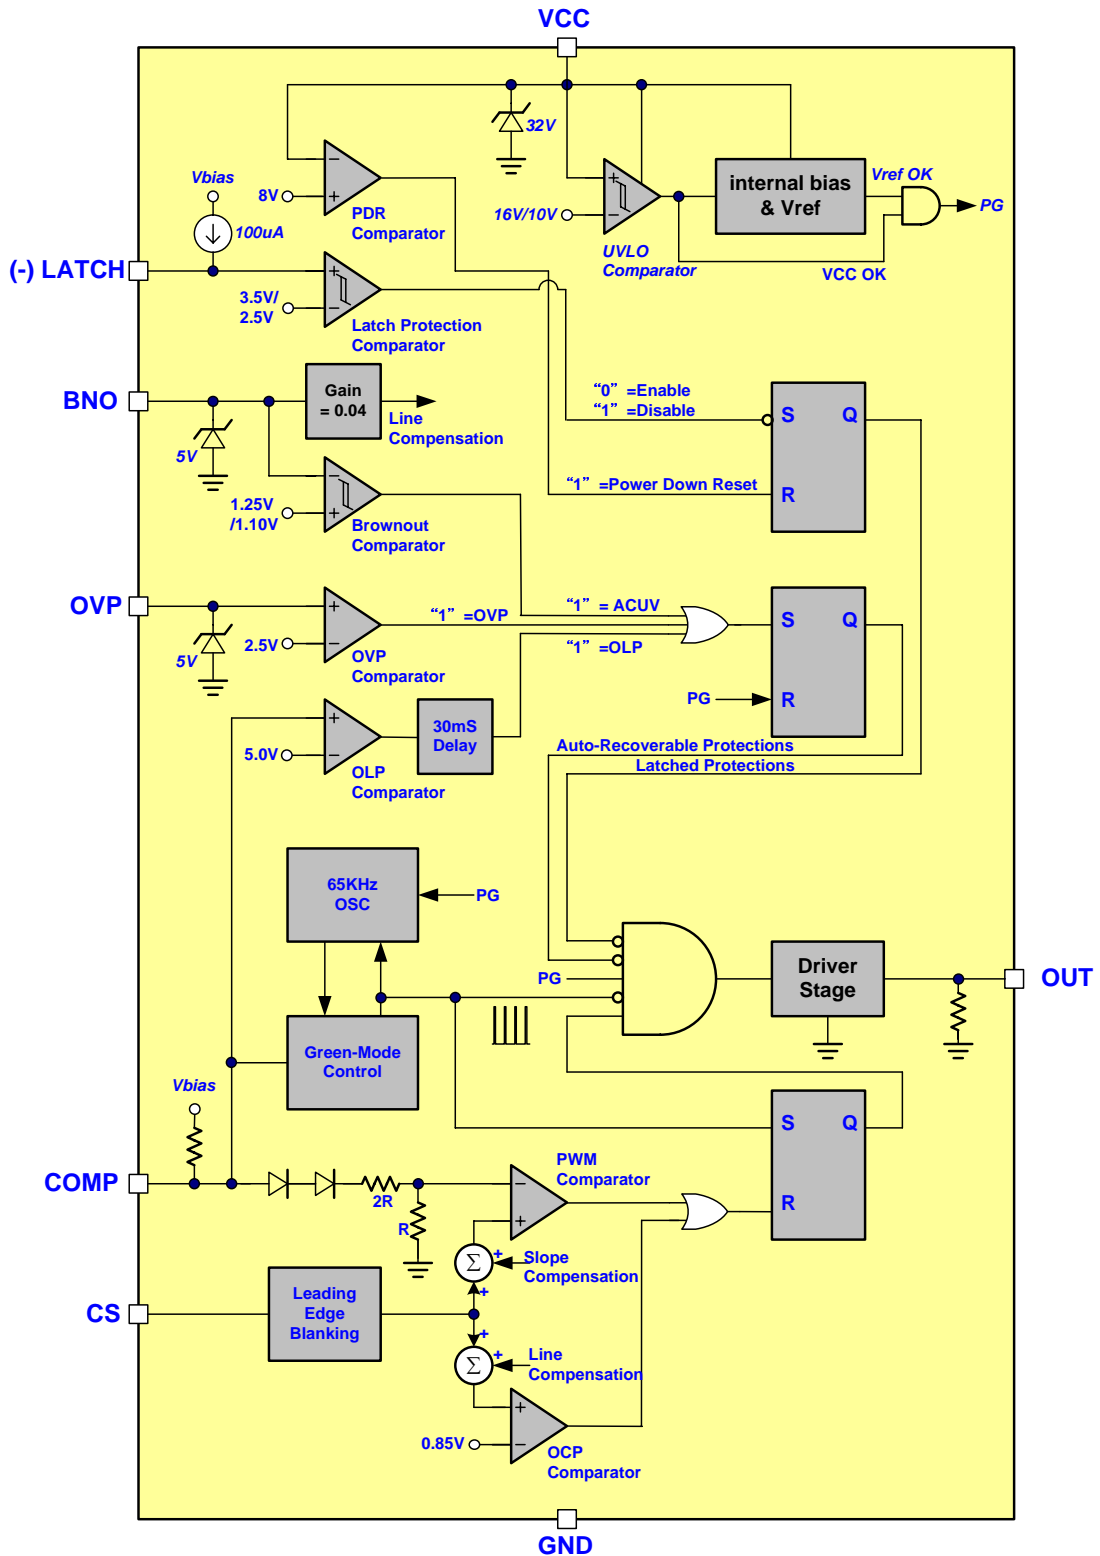 VCC
32V
Vbias
8V
PDR
Comparator
100uA
16V/10V
UVLO
Comparator
internal bias
& Vref
Vref OK
PG
VCC OK
(-) LATCH
3.5V/
2.5V
Latch Protection
Comparator
BNO
Gain
= 0.04
Line
Compensation
5V
“0” =Enable
“1” =Disable
S
Q
“1” =Power Down Reset
R
1.25V
/1.10V
Brownout
Comparator
OVP
“1” =OVP
“1” = ACUV
“1” =OLP
S
Q
5V
2.5V
OVP
Comparator
PG
R
30mS
Delay
5.0V
OLP
Comparator
Auto-Recoverable Protections
Latched Protections
65KHz
OSC
PG
PG
Driver
Stage
OUT
Green-Mode
Control
Vbias
S
Q
R
COMP
2R
R
PWM
Comparator
Σ
Slope
Compensation
CS
Leading
Edge
Blanking
Σ
Line
Compensation
0.85V
OCP
Comparator
GND